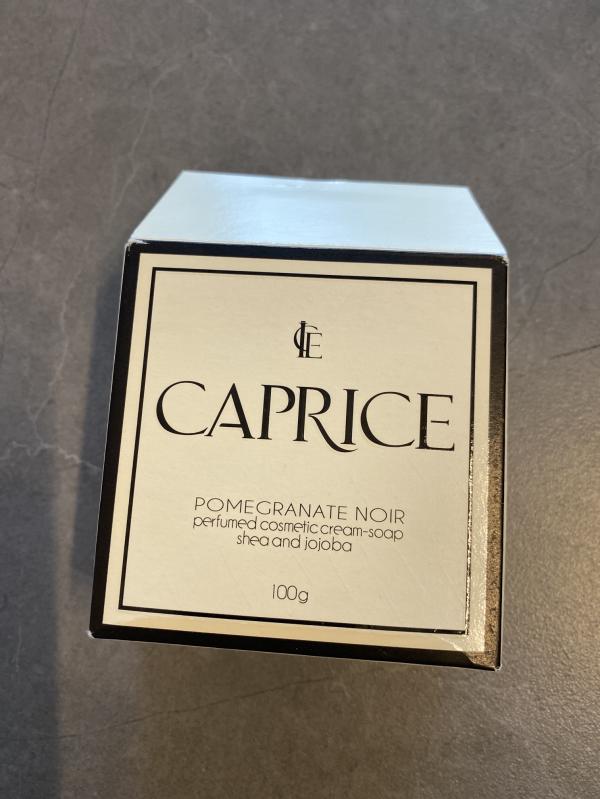 CAPRICE
POMEGRANATE NOIR
perfumed cosmetic cream-soap
shea and jojoba
100g